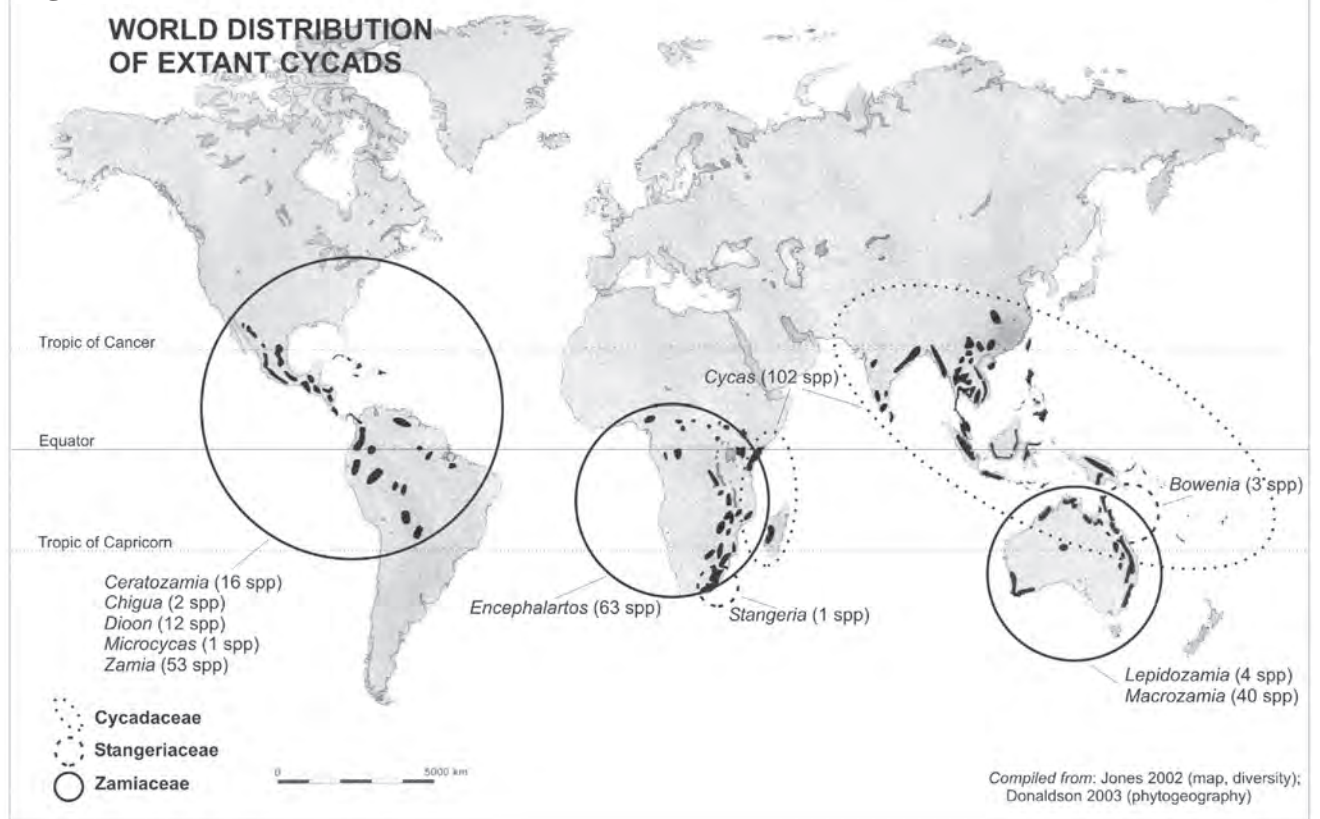 WORLD DISTRIBUTION
OF EXTANT CYCADS
Tropic of Cancer
Cycas (102 spp)
Equator
Bowenia (3 spp)
Tropic of Capricorn
Ceratozamia (16 spp)
Chigua (2 spp)
Dioon (12 spp)
Microcycas (1 spp)
Zamia (53 spp)
Encephalartos (63 spp)
Stangeria (1 spp)
Lepidozamia (4 spp)
Macrozamia (40 spp)
Cycadaceae
Stangeriaceae
Zamiaceae
0 5000 km
Compiled from: Jones 2002 (map, diversity);
Donaldson 2003 (phytogeography)